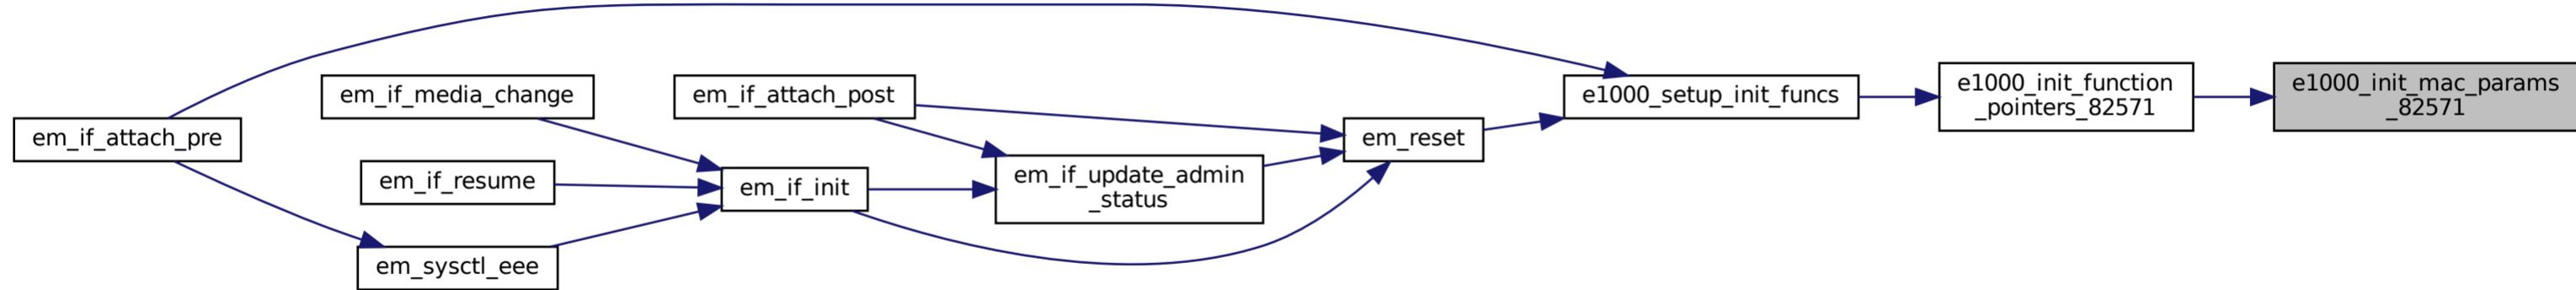 em_if_attach_pre
em_if_media_change
em_if_resume
em_sysctl_eee
em_if_attach_post
em_if_init
em_if_update_admin
_status
em_reset
e1000_setup_init_funcs
e1000_init_function
_pointers_82571
e1000_init_mac_params
_82571